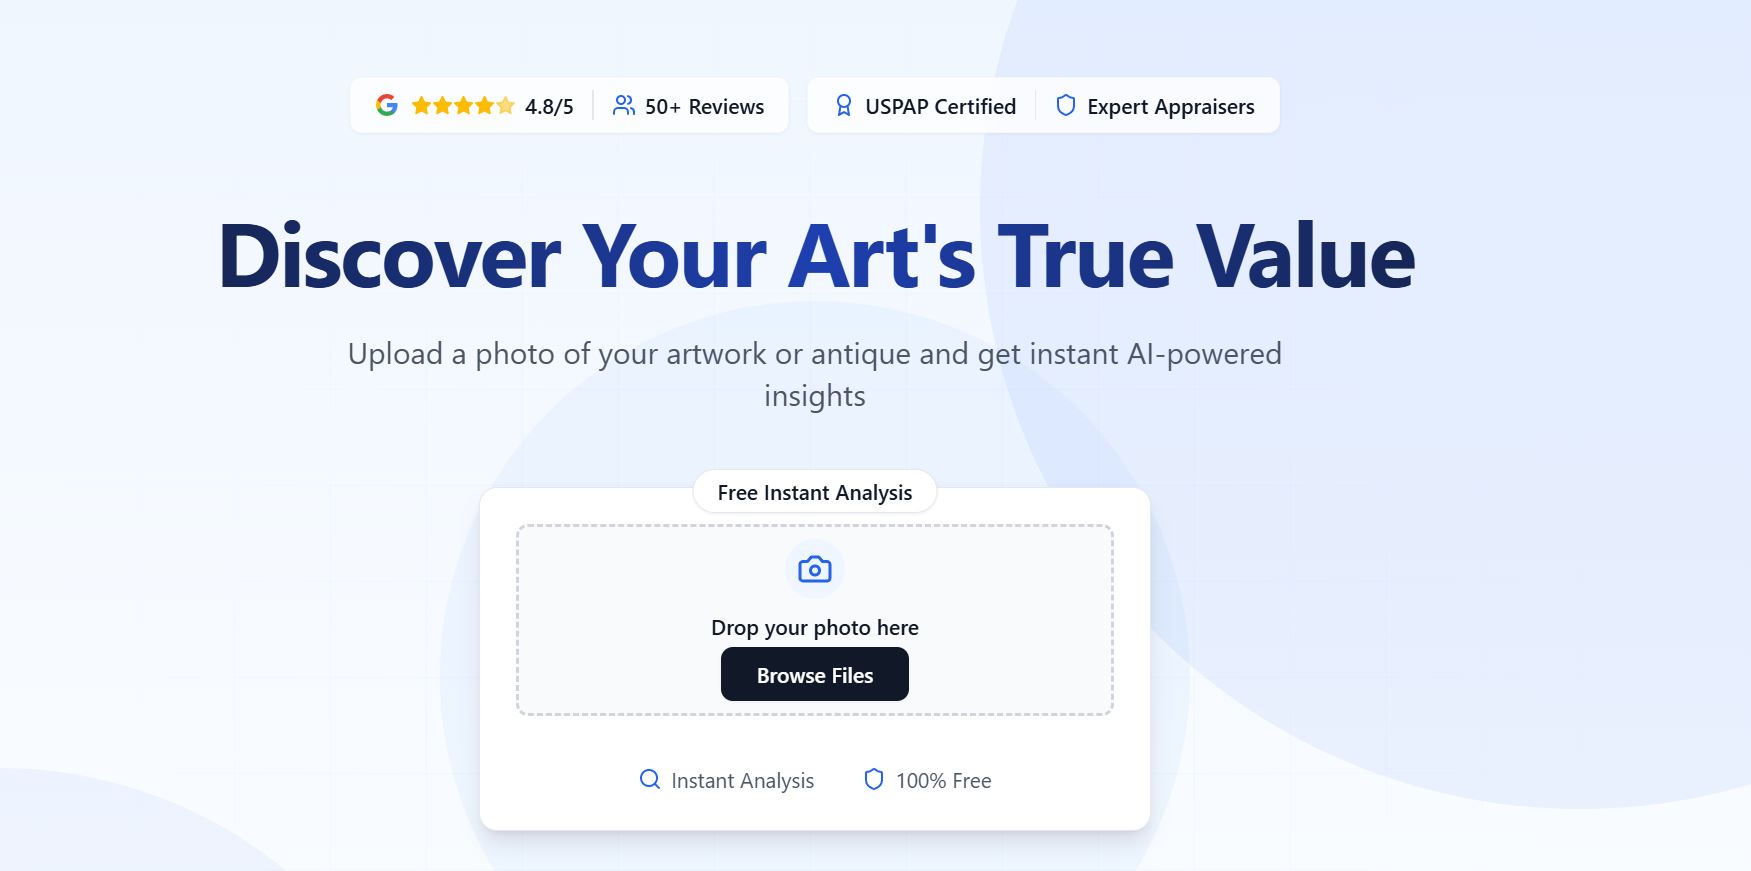 4.8/5 50+ Reviews USPAP Certified Expert Appraisers
Discover Your Art's True Value
Upload a photo of your artwork or antique and get instant AI-powered
insights
Free Instant Analysis
Drop your photo here
Browse Files
Instant Analysis 100% Free